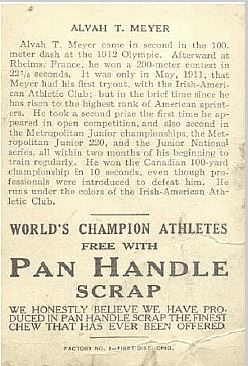 ALVAH T. MEYER
Alvah T. Meyer came in second in the 100-
meter dash at the 1912 Olympic. Afterward at
Rheims, France, he won a 200-meter contest in
22⅕ seconds. It was only in May, 1911, that
Meyer had his first tryout, with the Irish-Ameri-
can Athletic Club; but in the brief time since he
has risen to the highest rank of American sprint-
ers. He took a second prize the first time he ap-
peared in open competition, and also second in
the Metropolitan Junior championships, the Met-
ropolitan Junior 220, and the Junior National
series, all within two months of his beginning to
train regularly. He won the Canadian 100-yard
championship in 10 seconds, even though pro-
fessionals were introduced to defeat him. He
runs under the colors of the Irish-American Ath-
letic Club.
WORLD'S CHAMPION ATHLETES
FREE WITH
PAN HANDLE
SCRAP
WE HONESTLY BELIEVE WE HAVE PRO-
DUCED IN PAN HANDLE SCRAP THE FINEST
CHEW THAT HAS EVER BEEN OFFERED
FACTORY NO. 1—FIRST DIST. OHIO.